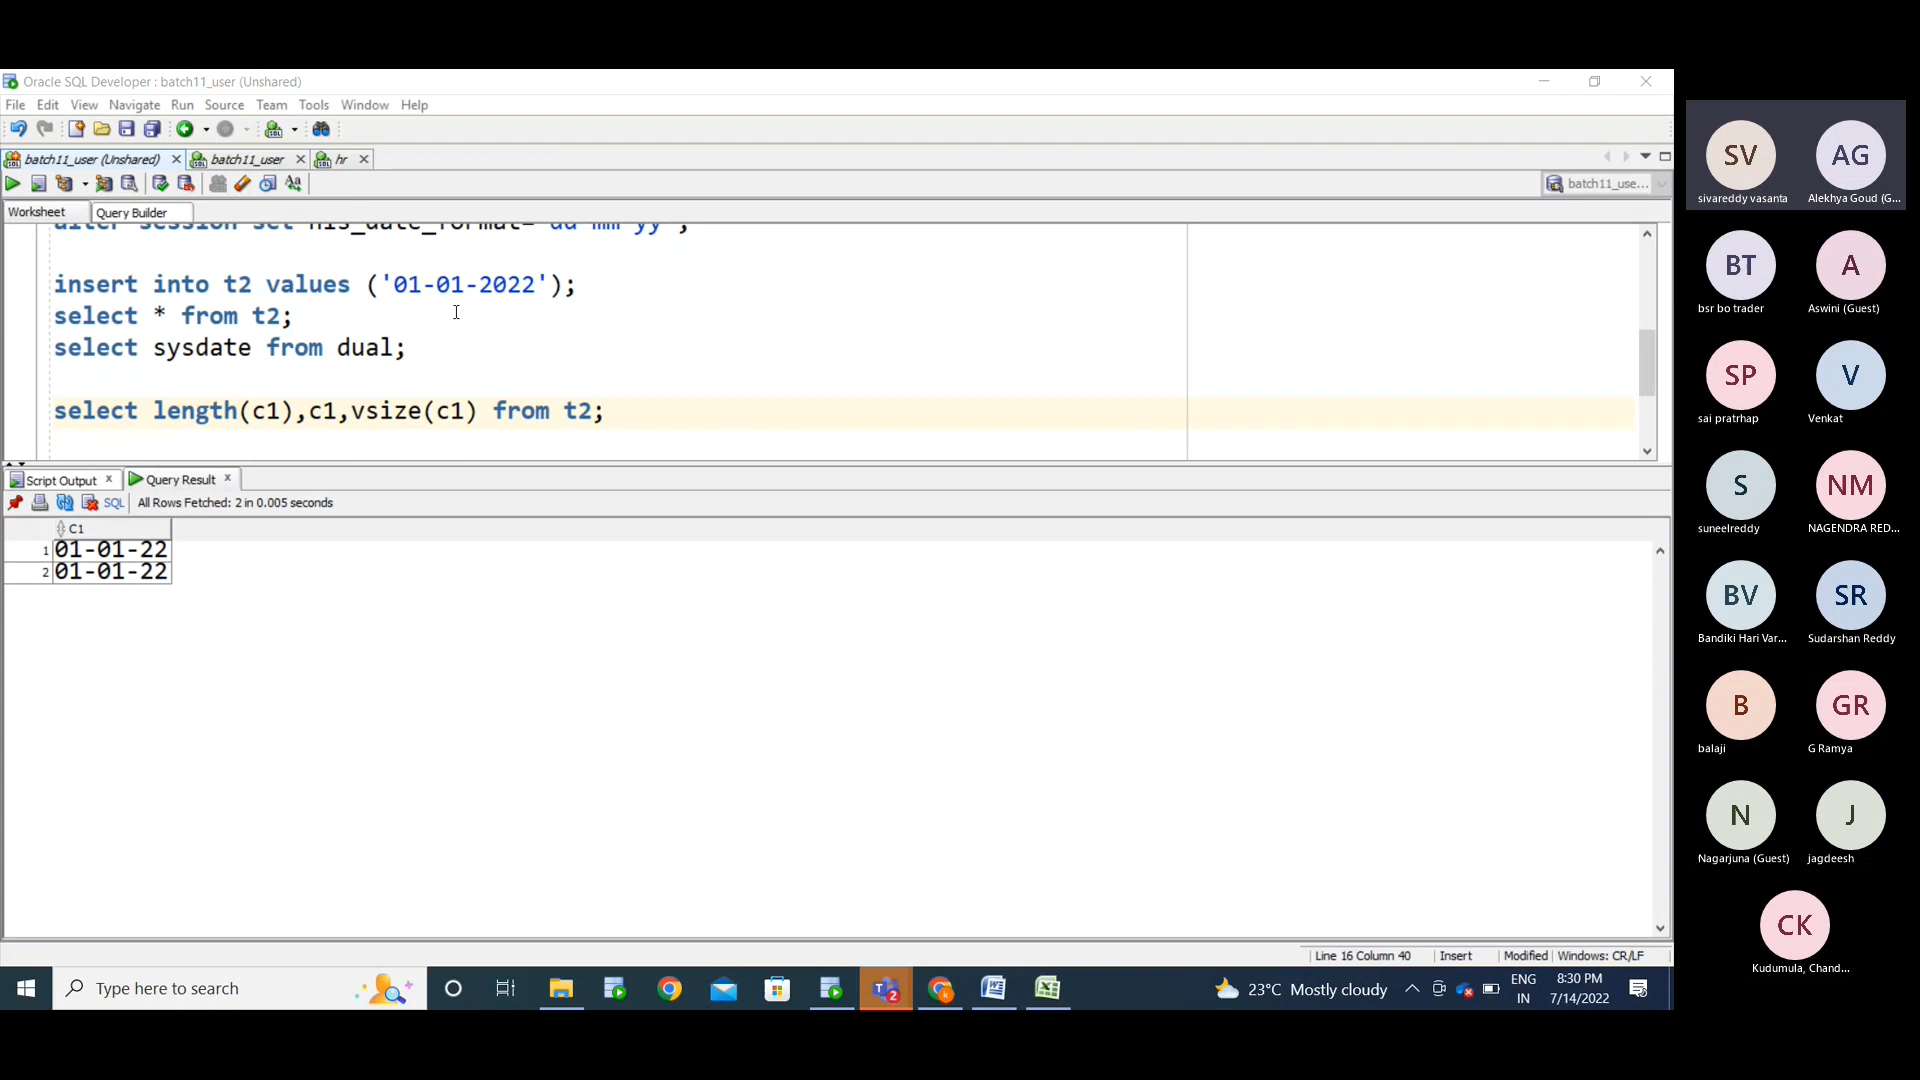 Oracle SQL Developer : batch11_user (Unshared)
File Edit View Navigate Run Source Team Tools Window Help
batch11_user (Unshared) batch11_user hr
batch11_use...
Worksheet Query Builder
insert into t2 values ('01-01-2022');
select * from t2;
select sysdate from dual;
select length(c1),c1,vsize(c1) from t2;
Script Output Query Result
SQL All Rows Fetched: 2 in 0.005 seconds
C1
1 01-01-22
2 01-01-22
Line 16 Column 40 Insert Modified Windows: CR/LF
Type here to search
23°C Mostly cloudy
ENG
IN
8:30 PM
7/14/2022
SV AG
sivareddy vasanta Alekhya Goud (G...
BT A
bsr bo trader Aswini (Guest)
SP V
sai pratrhap Venkat
S NM
suneelreddy NAGENDRA RED...
BV SR
Bandiki Hari Var... Sudarshan Reddy
B GR
balaji G Ramya
N J
Nagarjuna (Guest) jagdeesh
CK
Kudumula, Chand...